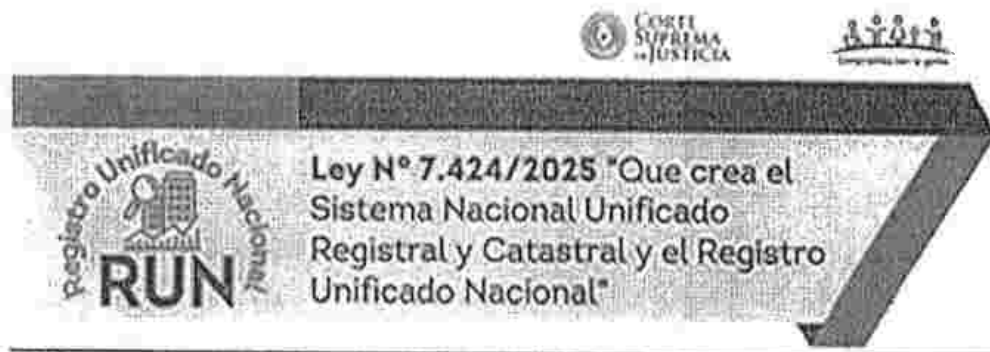 CORTE
SUPREMA
DE JUSTICIA
Registro Unificado Nacional
RUN
Ley N° 7.424/2025 "Que crea el
Sistema Nacional Unificado
Registral y Catastral y el Registro
Unificado Nacional"